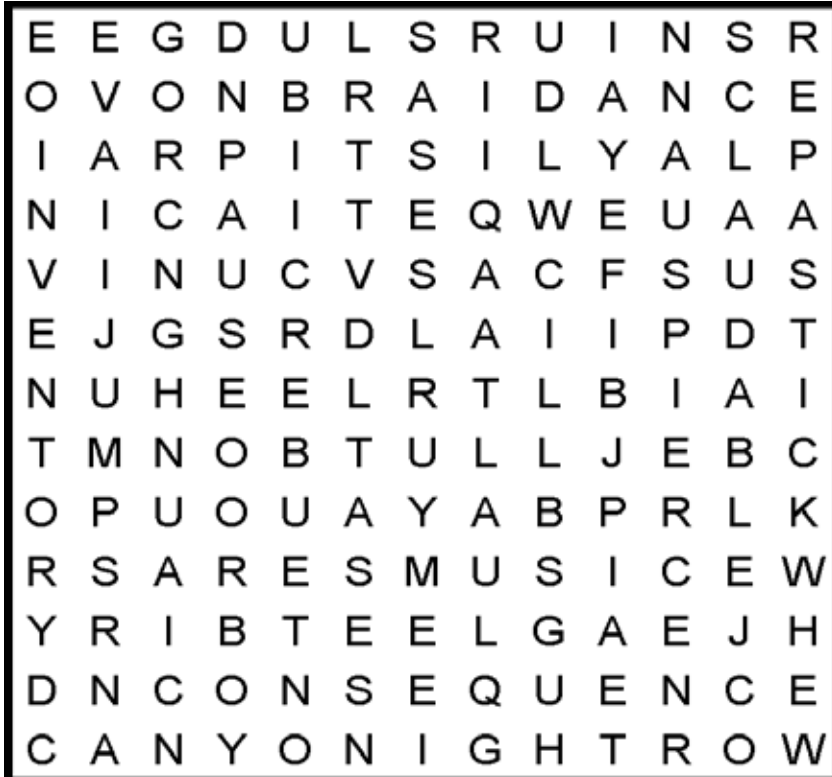 E E G D U L S R U I N S R
O V O N B R A I D A N C E
I A R P I T S I L Y A L P
N I C A I T E Q W E U A A
V I N U C V S A C F S U S
E J G S R D L A I I P D T
N U H E E L R T L B I A I
T M N O B T U L L J E B C
O P U O U A Y A B P R L K
R S A R E S M U S I C E W
Y R I B T E E L G A E J H
D N C O N S E Q U E N C E
C A N Y O N I G H T R O W